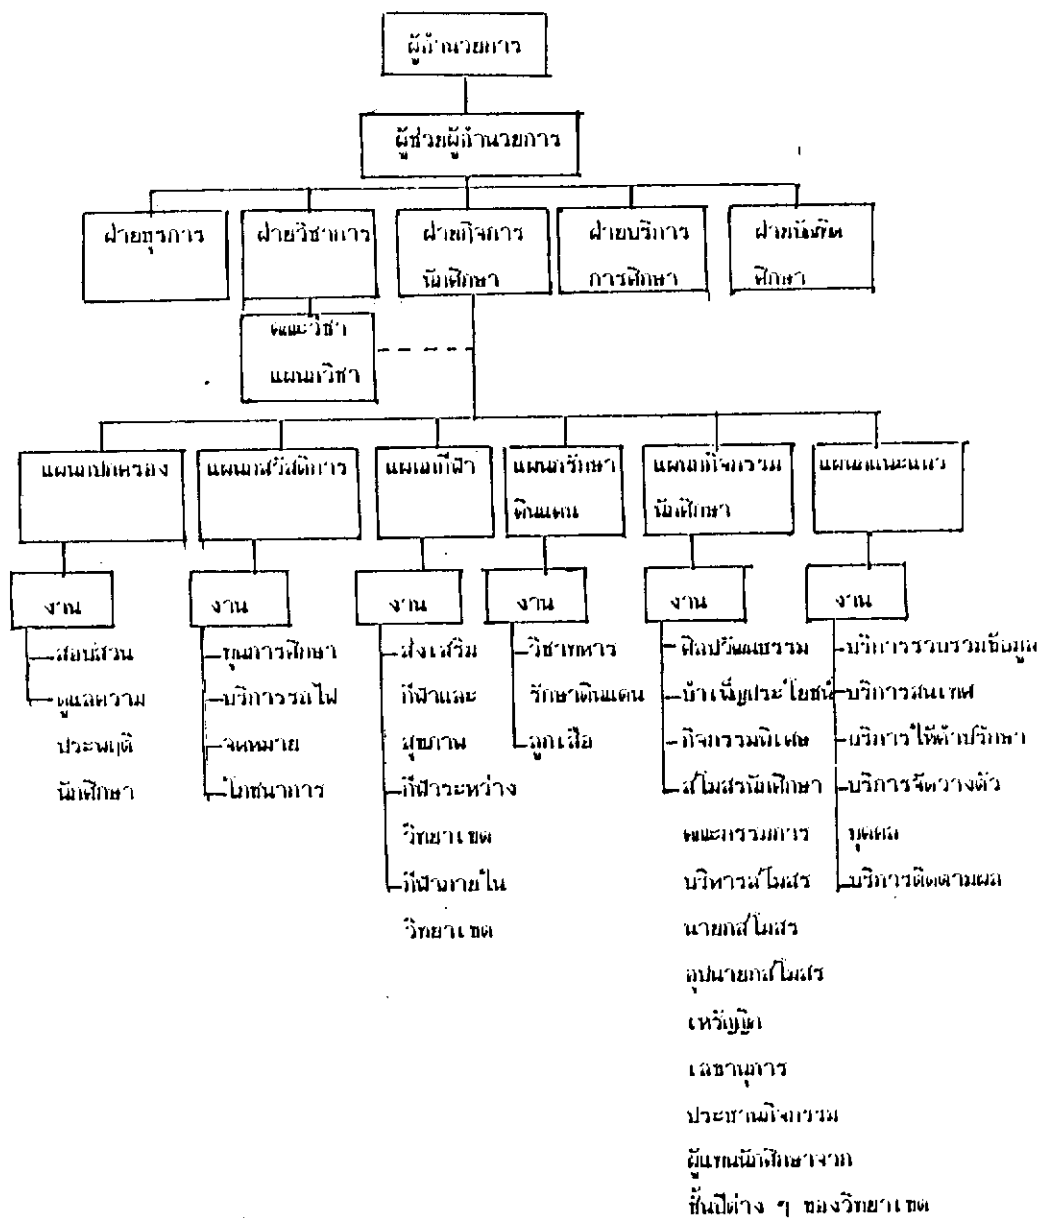 ผู้อำนวยการ
ผู้ช่วยผู้อำนวยการ
ฝ่ายธุรการ
ฝ่ายวิชาการ
ฝ่ายกิจการ
นักศึกษา
ฝ่ายบริการ
การศึกษา
ฝ่ายบัณฑิต
ศึกษา
คณะวิชา
แผนกวิชา
แผนกปกครอง
แผนกสวัสดิการ
แผนกกีฬา
แผนกรักษา
ดินแดน
แผนกกิจกรรม
นักศึกษา
แผนกแนะแนว
งาน
สอบสวน
ดูแลความ
ประพฤติ
นักศึกษา
งาน
ทุนการศึกษา
บริการรถไฟ
จดหมาย
โภชนาการ
งาน
ส่งเสริม
กีฬาและ
สุขภาพ
กีฬาระหว่าง
วิทยาเขต
กีฬาภายใน
วิทยาเขต
งาน
วิชาทหาร
รักษาดินแดน
ลูกเสือ
งาน
ศิลปวัฒนธรรม
บำเพ็ญประโยชน์
กิจกรรมพิเศษ
สโมสรนักศึกษา
คณะกรรมการ
บริหารสโมสร
นายกสโมสร
อุปนายกสโมสร
เหรัญญิก
เลขานุการ
ประธานกิจกรรม
ผู้แทนนักศึกษาจาก
ชั้นปีต่าง ๆ ของวิทยาเขต
งาน
บริการรวบรวมข้อมูล
บริการสนเทศ
บริการให้คำปรึกษา
บริการจัดวางตัว
บุคคล
บริการติดตามผล